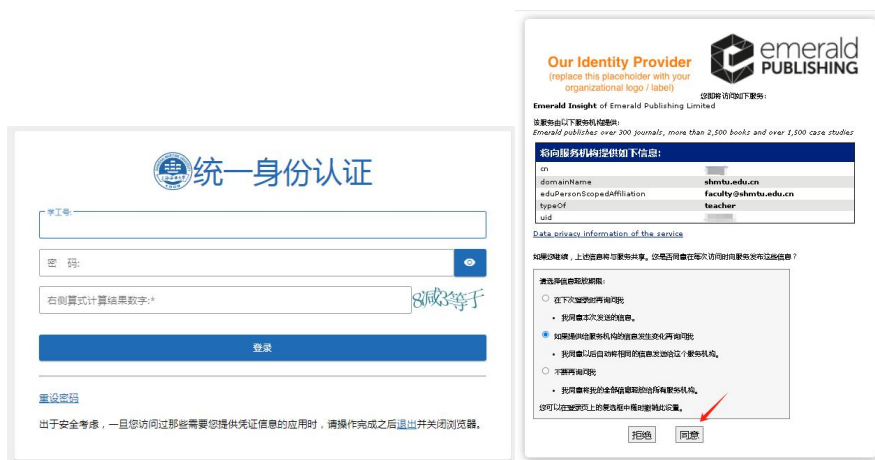 统一身份认证
学工号:
密 码:
右侧算式计算结果数字:*
8减3等于
登录
重设密码
出于安全考虑，一旦您访问过那些需要您提供凭证信息的应用时，请操作完成之后退出并关闭浏览器。
Our Identity Provider
(replace this placeholder with your
organizational logo / label)
emerald
PUBLISHING
您即将访问如下服务:
Emerald Insight of Emerald Publishing Limited
该服务由以下服务机构提供:
Emerald publishes over 300 journals, more than 2,500 books and over 1,500 case studies
将向服务机构提供如下信息:
cn
domainName shmtu.edu.cn
eduPersonScopedAffiliation faculty@shmtu.edu.cn
typeOf teacher
uid
Data privacy information of the service
如果您继续，上述信息将与服务共享。您是否同意在每次访问时向服务发布这些信息？
请选择信息释放期限:
在下次登录时再询问我
• 我同意本次发送的信息。
如果提供给服务机构的信息发生变化再询问我
• 我同意以后自动将相同的信息发送给这个服务机构。
不要再询问我
• 我同意将我的全部信息释放给所有服务机构。
您可以在登录页上的复选框中随时撤销此设置。
拒绝 同意